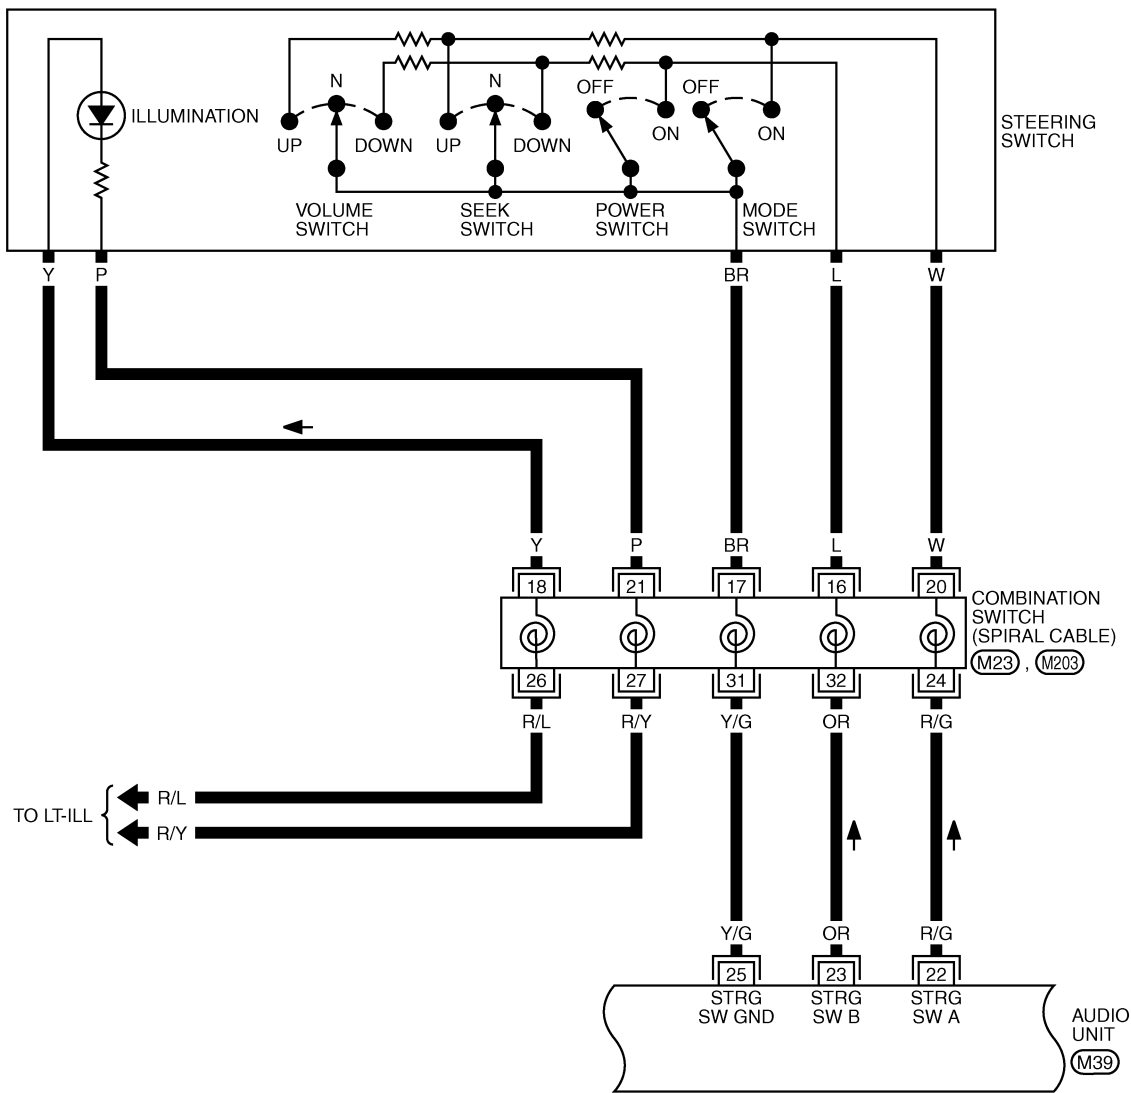 OFF OFF
N N
ILLUMINATION
UP DOWN UP DOWN ON ON
STEERING
SWITCH
VOLUME
SWITCH
SEEK
SWITCH
POWER
SWITCH
MODE
SWITCH
Y P BR L W
Y P BR L W
18 21 17 16 20
COMBINATION
SWITCH
(SPIRAL CABLE)
M23 , M203
26 27 31 32 24
R/L R/Y Y/G OR R/G
TO LT-ILL
R/L
R/Y
Y/G OR R/G
25 23 22
STRG
SW GND
STRG
SW B
STRG
SW A
AUDIO
UNIT
M39